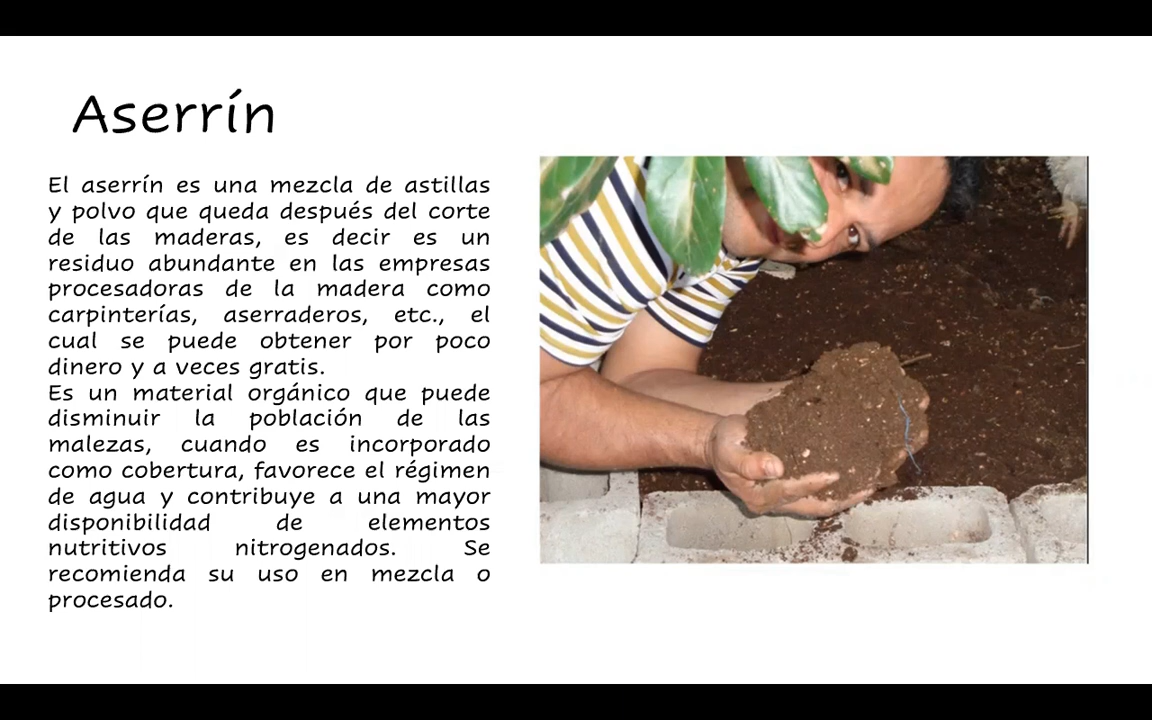 Aserrín
El aserrín es una mezcla de astillas
y polvo que queda después del corte
de las maderas, es decir es un
residuo abundante en las empresas
procesadoras de la madera como
carpinterías, aserraderos, etc., el
cual se puede obtener por poco
dinero y a veces gratis.
Es un material orgánico que puede
disminuir la población de las
malezas, cuando es incorporado
como cobertura, favorece el régimen
de agua y contribuye a una mayor
disponibilidad de elementos
nutritivos nitrogenados. Se
recomienda su uso en mezcla o
procesado.